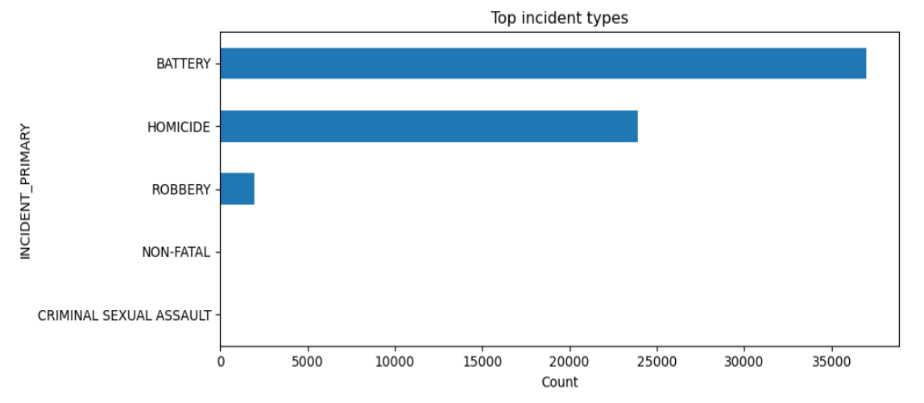 Top incident types
INCIDENT_PRIMARY
BATTERY
HOMICIDE
ROBBERY
NON-FATAL
CRIMINAL SEXUAL ASSAULT
0 5000 10000 15000 20000 25000 30000 35000
Count